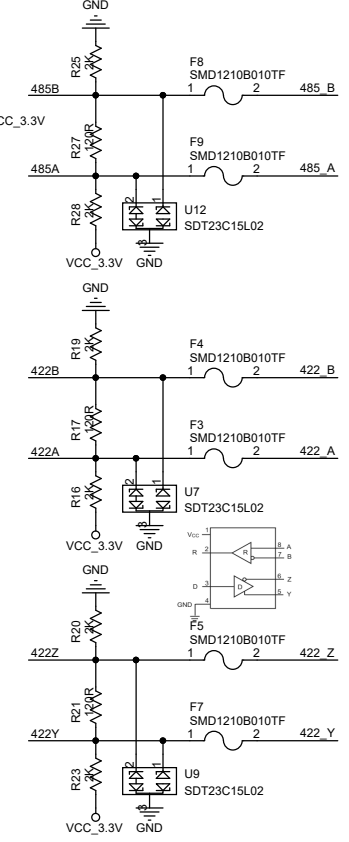 GND
R25
2K
F8
SMD1210B010TF
485B
1 2
485_B
CC_3.3V
R27
120R
F9
SMD1210B010TF
485A
1 2
485_A
R28
2K
2 1
U12
3
SDT23C15L02
VCC_3.3V
GND
GND
R19
2K
F4
SMD1210B010TF
422B
1 2
422_B
R17
120R
F3
SMD1210B010TF
422A
1 2
422_A
R16
2K
2 1
U7
3
SDT23C15L02
VCC_3.3V
GND
VCC 1
R 2
R
8 A
7 B
D 3
D
6 Z
5 Y
GND 4
GND
R20
2K
F5
SMD1210B010TF
422Z
1 2
422_Z
R21
120R
F7
SMD1210B010TF
422Y
1 2
422_Y
R23
2K
2 1
U9
3
SDT23C15L02
VCC_3.3V
GND